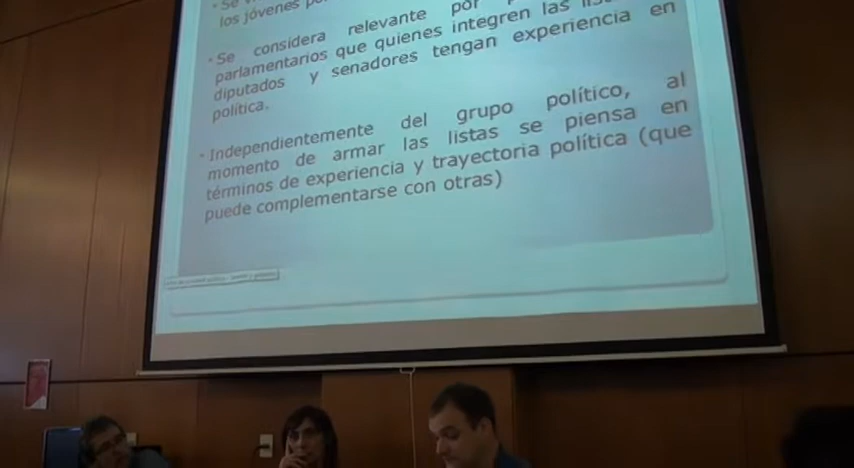 • Se
los jóvenes
• Se considera relevante por
parlamentarios que quienes integren las
diputados y senadores tengan experiencia en
política.
• Independientemente del grupo político, al
momento de armar las listas se piensa en
términos de experiencia y trayectoria política (que
puede complementarse con otras)